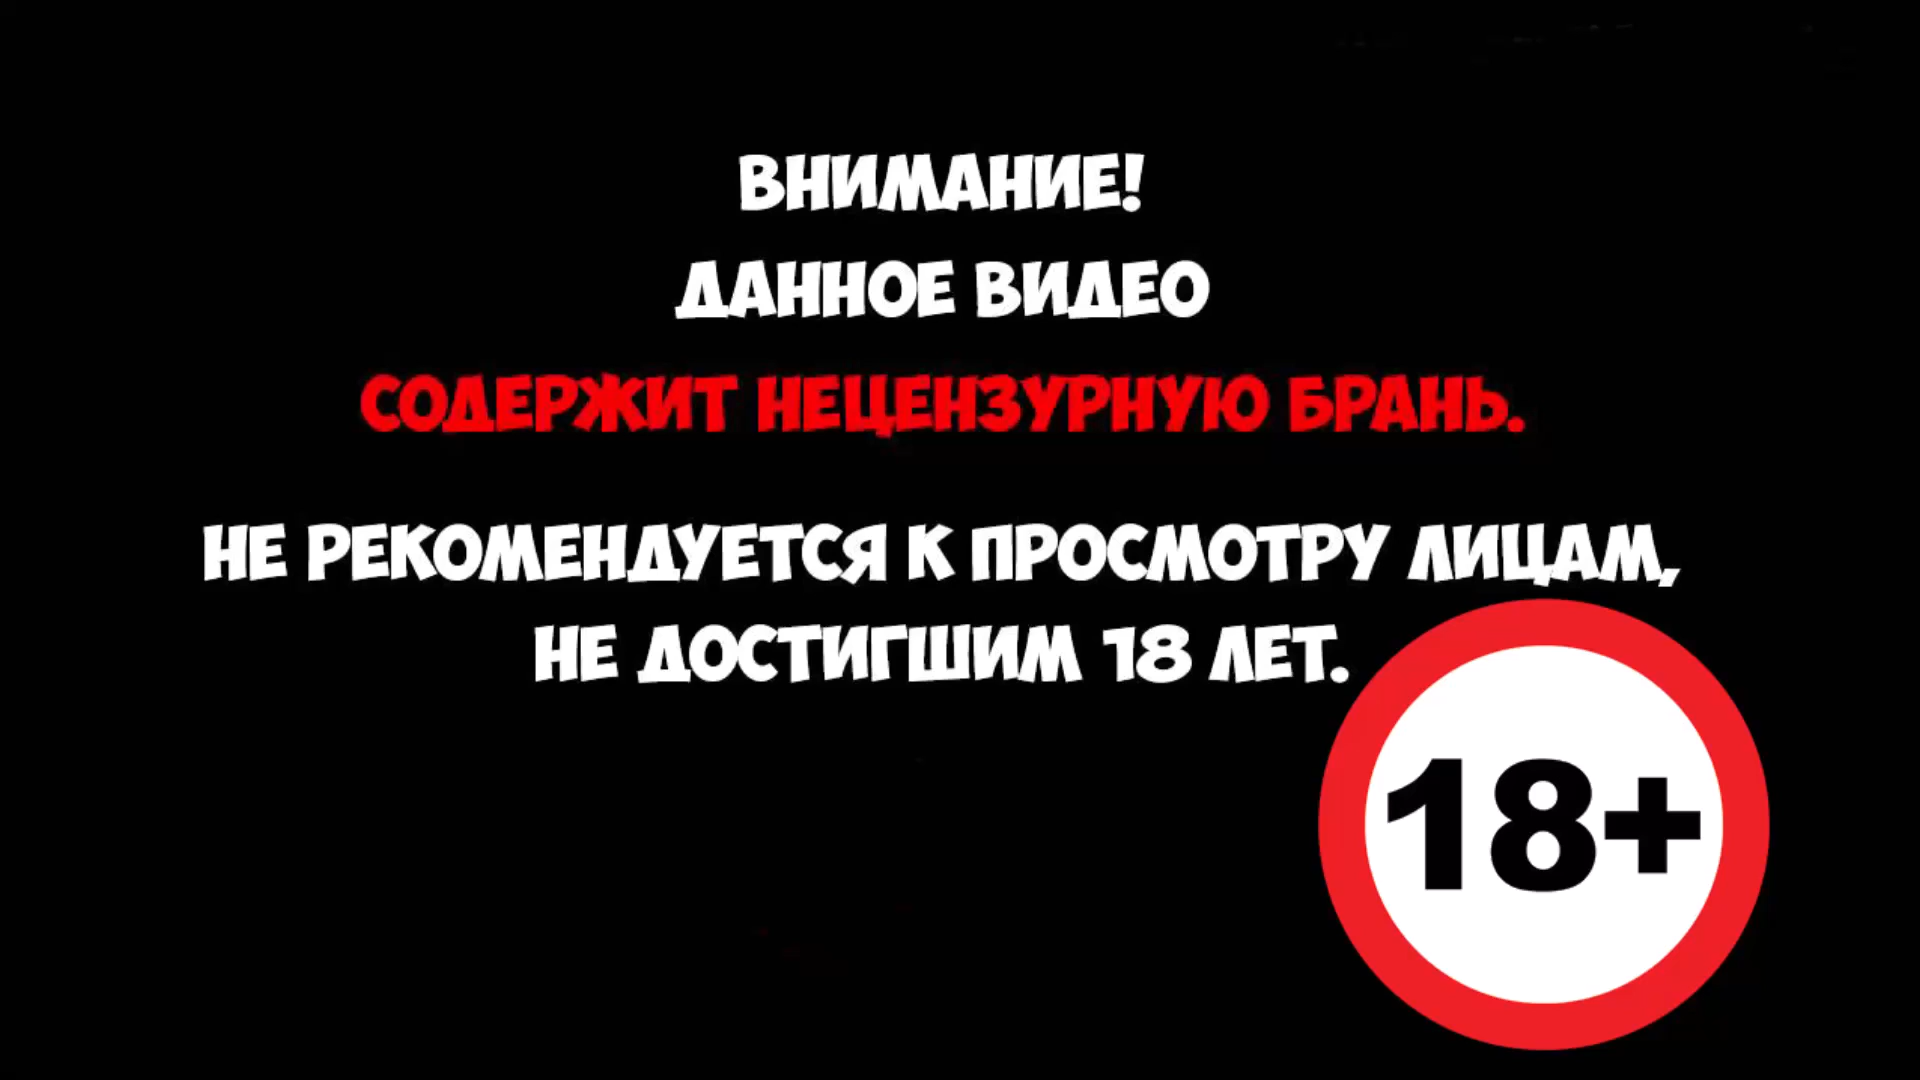 ВНИМАНИЕ!
ДАННОЕ ВИДЕО
СОДЕРЖИТ НЕЦЕНЗУРНУЮ БРАНЬ.
НЕ РЕКОМЕНДУЕТСЯ К ПРОСМОТРУ ЛИЦАМ,
НЕ ДОСТИГШИМ 18 ЛЕТ.
18+